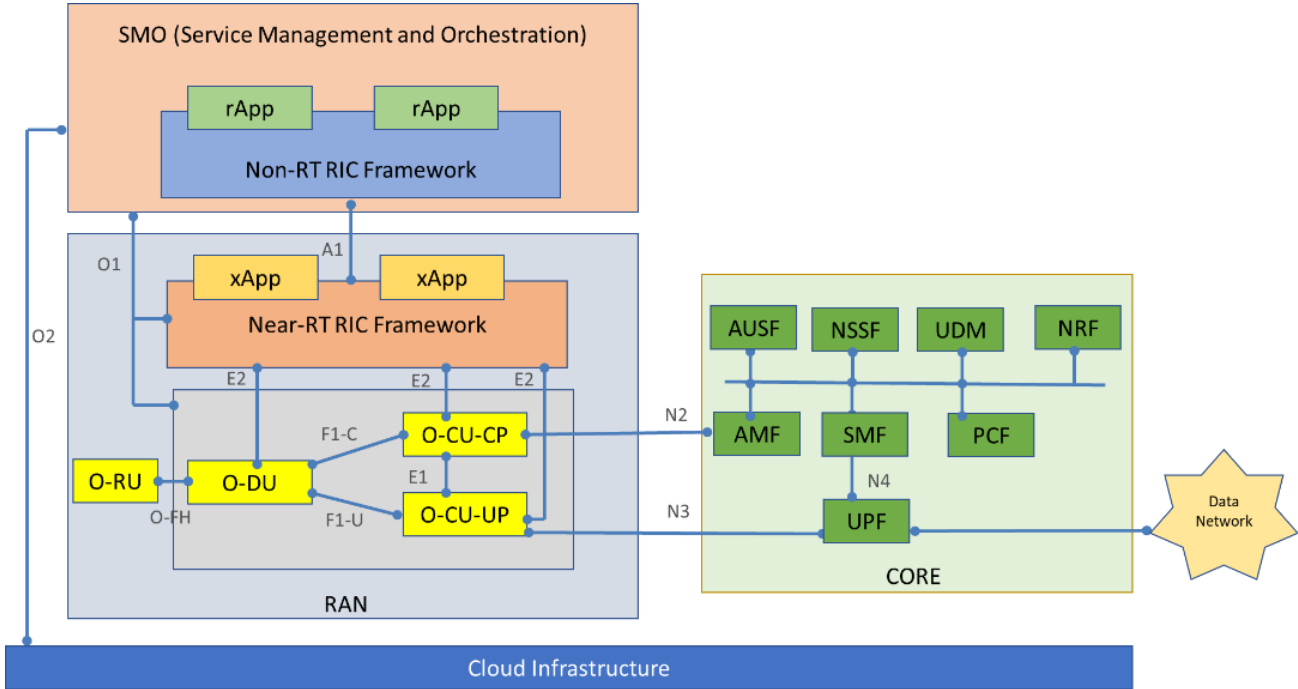 SMO (Service Management and Orchestration)
rApp
rApp
Non-RT RIC Framework
A1
O1
O2
xApp
xApp
Near-RT RIC Framework
E2
E2
E2
F1-C
O-CU-CP
N2
O-RU
O-DU
E1
O-FH
F1-U
O-CU-UP
N3
RAN
AUSF
NSSF
UDM
NRF
AMF
SMF
PCF
N4
UPF
CORE
Data
Network
Cloud Infrastructure